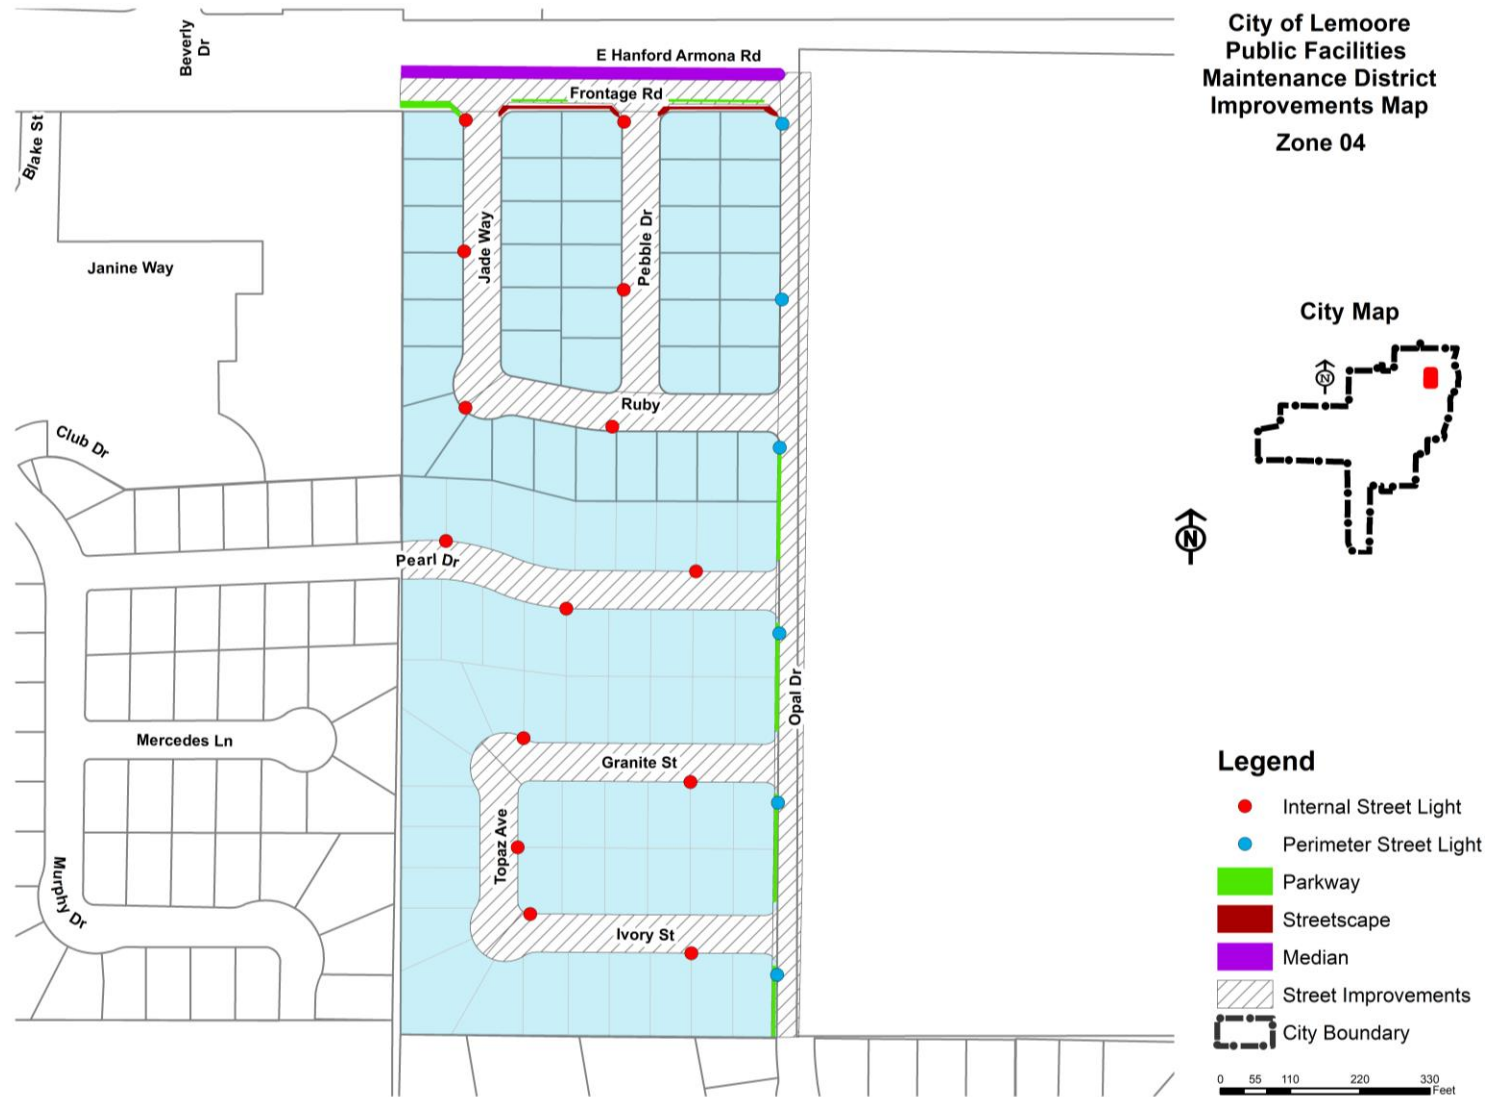 City of Lemoore
Public Facilities
Maintenance District
Improvements Map
Zone 04
Beverly
Dr
E Hanford Armona Rd
Frontage Rd
Blake St
Jade Way
Pebble Dr
Janine Way
City Map
N
Ruby
Club Dr
N
Pearl Dr
Opal Dr
Mercedes Ln
Granite St
Topaz Ave
Murphy Dr
Ivory St
Legend
Internal Street Light
Perimeter Street Light
Parkway
Streetscape
Median
Street Improvements
City Boundary
0 55 110 220 330
Feet